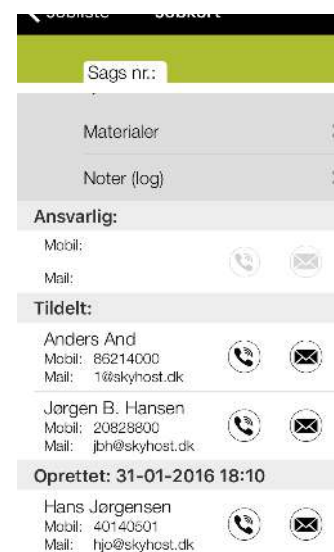 Sags nr.:
Materialer
Noter (log)
Ansvarlig:
Mobil:
Mail:
Tildelt:
Anders And
Mobil: 86214000
Mail: 1@skyhost.dk
Jørgen B. Hansen
Mobil: 20828800
Mail: jbh@skyhost.dk
Oprettet: 31-01-2016 18:10
Hans Jørgensen
Mobil: 40140601
Mail: hjo@skyhost.dk